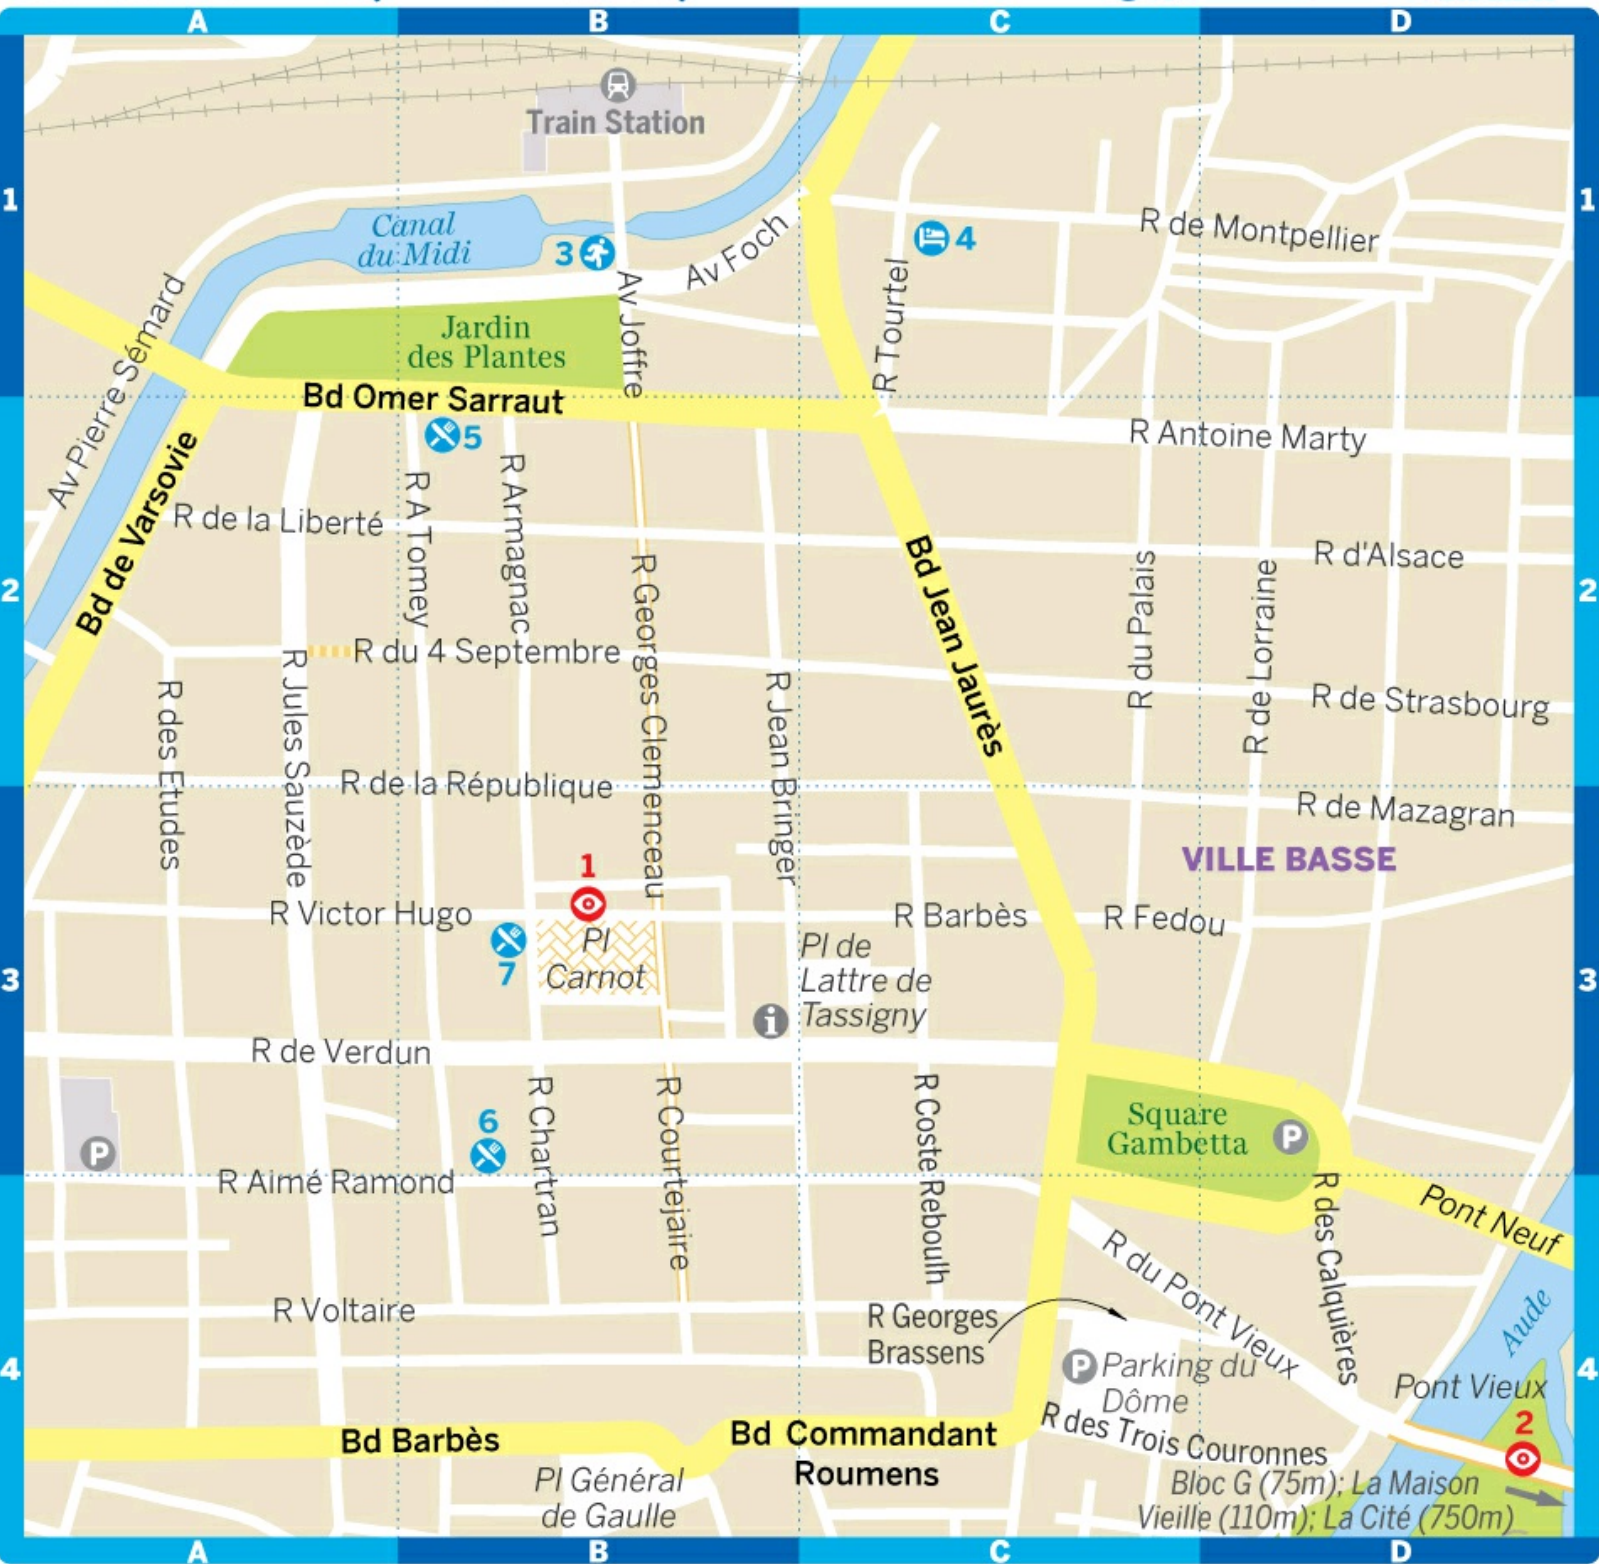 A
B
C
D
1
1
Train Station
Canal
du Midi
3
Av Foch
4
R de Montpellier
Av Pierre Sémard
Jardin
des Plantes
Av Joffre
R Tourtel
Bd Omer Sarraut
5
R Antoine Marty
Bd de Varsovie
R de la Liberté
R A Tomey
R Armagnac
R Georges Clemenceau
Bd Jean Jaurès
R d'Alsace
2
2
R du Palais
R de Lorraine
R du 4 Septembre
R des Etudes
R Jules Sauzède
R Jean Bringer
R de Strasbourg
R de la République
R de Mazagran
VILLE BASSE
1
R Victor Hugo
R Barbès
R Fedou
7
Pl
Carnot
Pl de
Lattre de
Tassigny
3
3
i
R de Verdun
P
6
R Chartran
R Courtejaire
R Coste Reboulh
Square
Gambetta
P
R Aimé Ramond
Pont Neuf
R des Calquières
R du Pont Vieux
R Voltaire
R Georges
Brassens
Aude
4
4
P
Parking du
Dôme
Pont Vieux
2
R des Trois Couronnes
Bd Barbès
Bd Commandant
Roumens
Pl Général
de Gaulle
Bloc G (75m); La Maison
Vieille (110m); La Cité (750m)
A
B
C
D